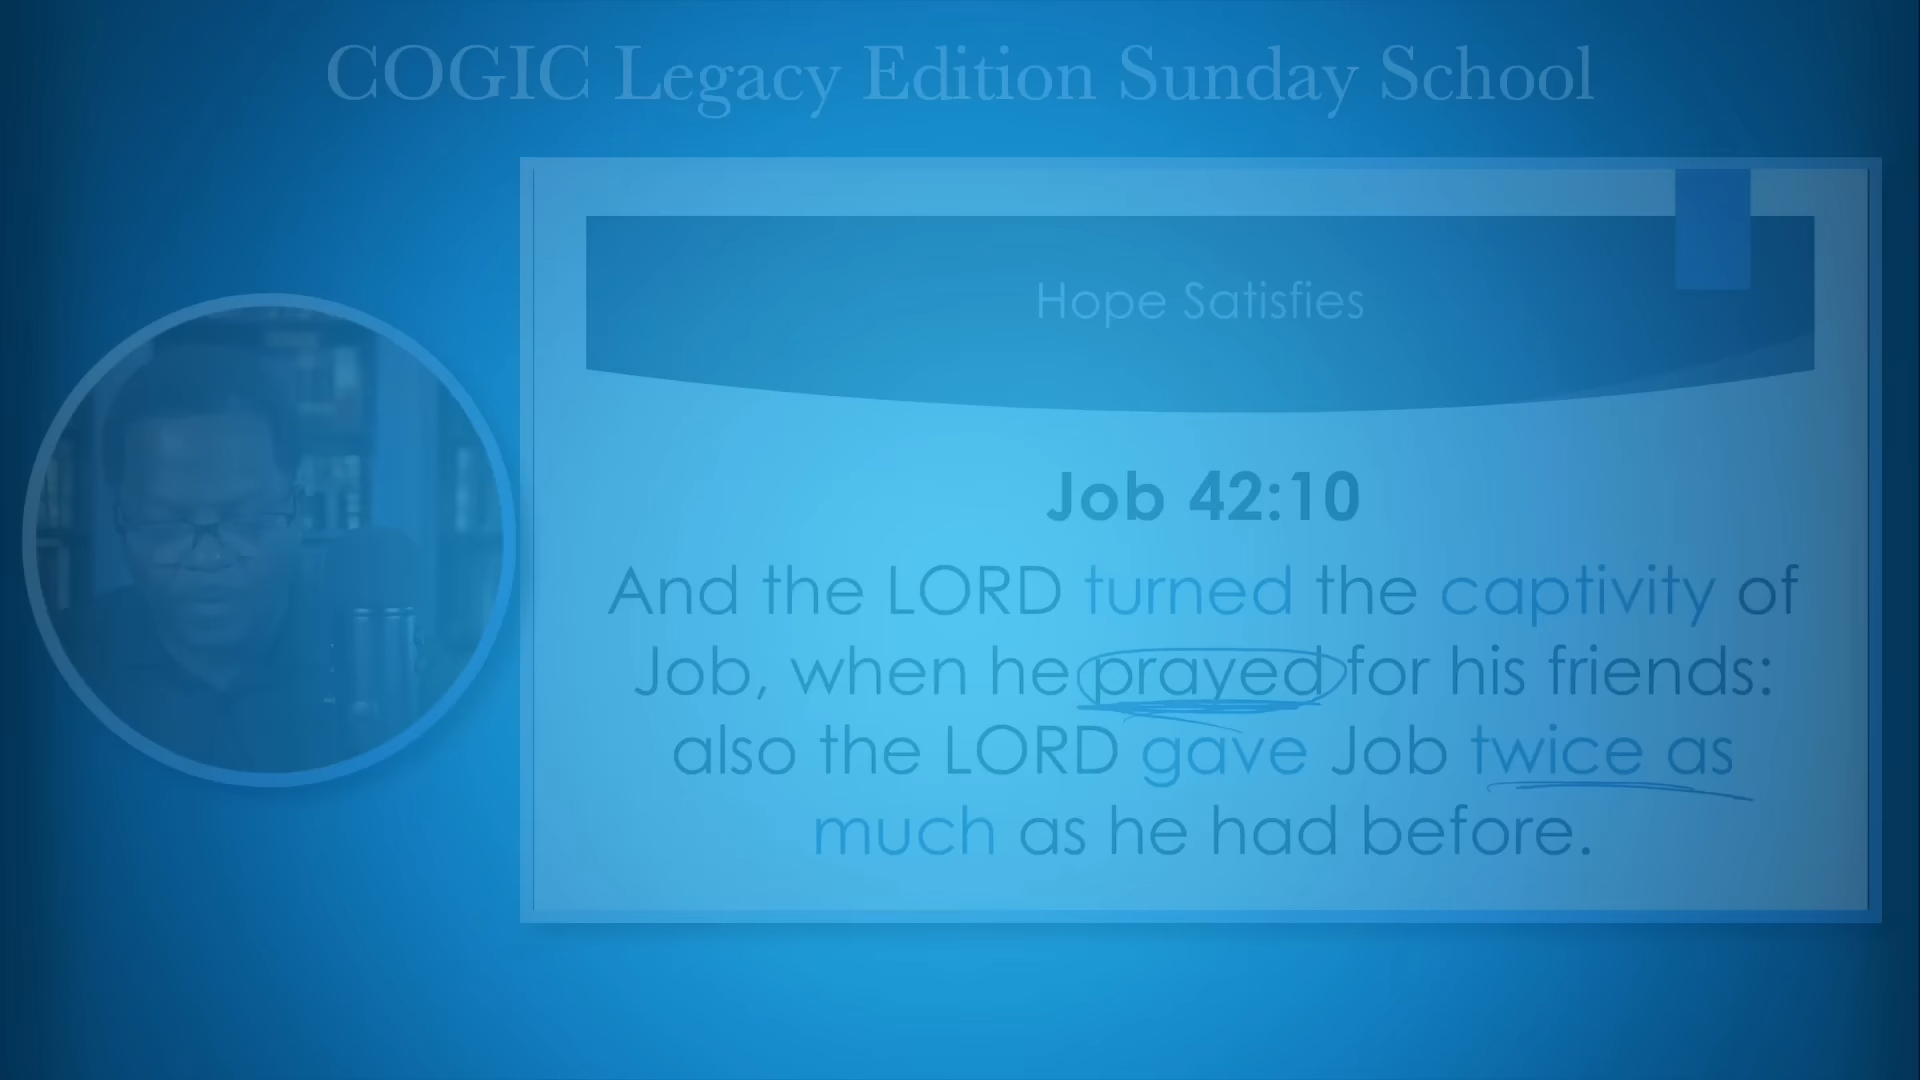 COGIC Legacy Edition Sunday School
Hope Satisfies
Job 42:10
And the LORD turned the captivity of
Job, when he prayed for his friends:
also the LORD gave Job twice as
much as he had before.